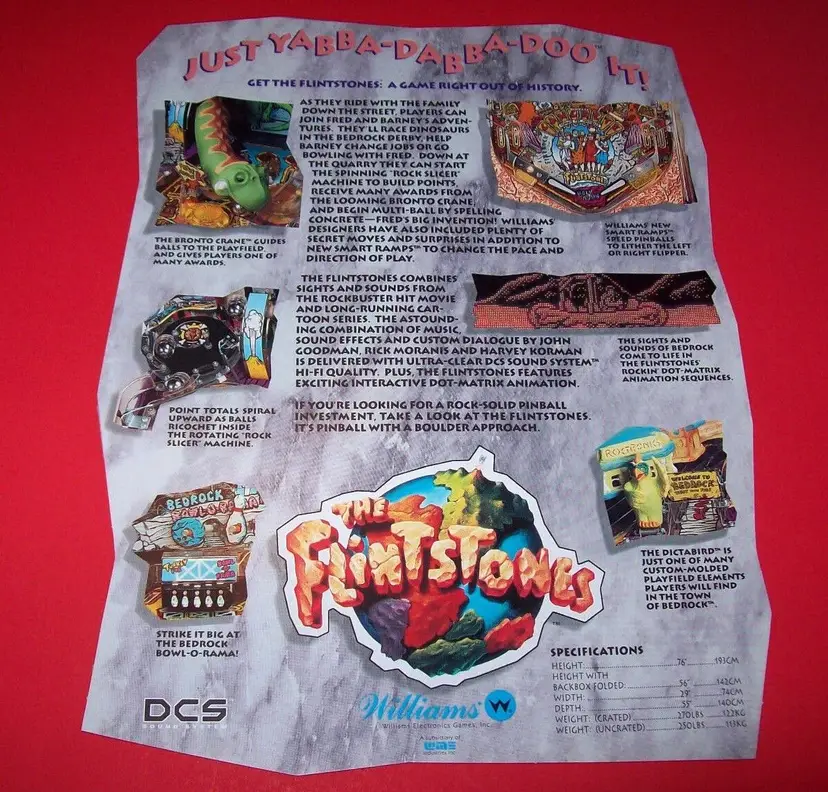 JUST YABBA-DABBA-DOO™ IT!
GET THE FLINTSTONES: A GAME RIGHT OUT OF HISTORY.
AS THEY RIDE WITH THE FAMILY
DOWN THE STREET, PLAYERS CAN
JOIN FRED AND BARNEY'S ADVEN-
TURES. THEY'LL RACE DINOSAURS
IN THE BEDROCK DERBY, HELP
BARNEY CHANGE JOBS OR GO
BOWLING WITH FRED. DOWN AT
THE QUARRY THEY CAN START
THE SPINNING "ROCK SLICER"
MACHINE TO BUILD POINTS,
RECEIVE MANY AWARDS FROM
THE LOOMING BRONTO CRANE,
AND BEGIN MULTI-BALL BY SPELLING
CONCRETE—FRED'S BIG INVENTION! WILLIAMS'
DESIGNERS HAVE ALSO INCLUDED PLENTY OF
SECRET MOVES AND SURPRISES IN ADDITION TO
NEW SMART RAMPS™ TO CHANGE THE PACE AND
DIRECTION OF PLAY.
THE BRONTO CRANE™ GUIDES
BALLS TO THE PLAYFIELD,
AND GIVES PLAYERS ONE OF
MANY AWARDS.
WILLIAMS' NEW
SMART RAMPS™
SPEED PINBALLS
TO EITHER THE LEFT
OR RIGHT FLIPPER.
THE FLINTSTONES COMBINES
SIGHTS AND SOUNDS FROM
THE ROCKBUSTER HIT MOVIE
AND LONG-RUNNING CAR-
TOON SERIES. THE ASTOUND-
ING COMBINATION OF MUSIC,
SOUND EFFECTS AND CUSTOM DIALOGUE BY JOHN
GOODMAN, RICK MORANIS AND HARVEY KORMAN
IS DELIVERED WITH ULTRA-CLEAR DCS SOUND SYSTEM™
HI-FI QUALITY. PLUS, THE FLINTSTONES FEATURES
EXCITING INTERACTIVE DOT-MATRIX ANIMATION.
THE SIGHTS AND
SOUNDS OF BEDROCK
COME TO LIFE IN
THE FLINTSTONES'
ROCKIN' DOT-MATRIX
ANIMATION SEQUENCES.
POINT TOTALS SPIRAL
UPWARD AS BALLS
RICOCHET INSIDE
THE ROTATING "ROCK
SLICER" MACHINE.
IF YOU'RE LOOKING FOR A ROCK-SOLID PINBALL
INVESTMENT, TAKE A LOOK AT THE FLINTSTONES.
IT'S PINBALL WITH A BOULDER APPROACH.
ROCTRONICS
WELCOME TO
BEDROCK
BEDROCK
BOWL-O-RAMA
THE
FLINTSTONES
™
THE DICTABIRD™ IS
JUST ONE OF MANY
CUSTOM-MOLDED
PLAYFIELD ELEMENTS
PLAYERS WILL FIND
IN THE TOWN
OF BEDROCK™.
STRIKE IT BIG AT
THE BEDROCK
BOWL-O-RAMA!
SPECIFICATIONS
HEIGHT: 76" 193CM
HEIGHT WITH
BACKBOX FOLDED: 56" 142CM
WIDTH: 29" 74CM
DEPTH: 55" 140CM
WEIGHT: (CRATED) 270LBS 122KG
WEIGHT: (UNCRATED) 250LBS 113KG
DCS
SOUND SYSTEM
Williams
Williams Electronics Games, Inc.
A subsidiary of
WMS
Industries Inc.